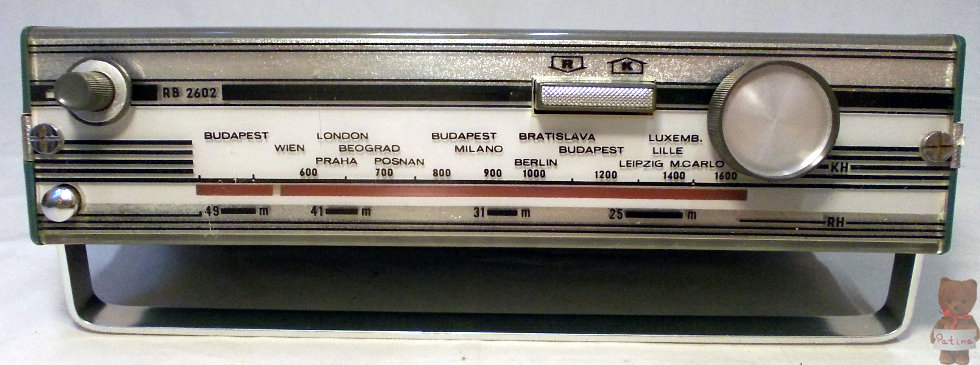 R K
RB 2602
BUDAPEST LONDON BUDAPEST BRATISLAVA LUXEMB.
WIEN BEOGRAD MILANO BUDAPEST LILLE
PRAHA POSNAN BERLIN LEIPZIG M.CARLO
600 700 800 900 1000 1200 1400 1600
KH
49 m 41 m 31 m 25 m
RH
Patina